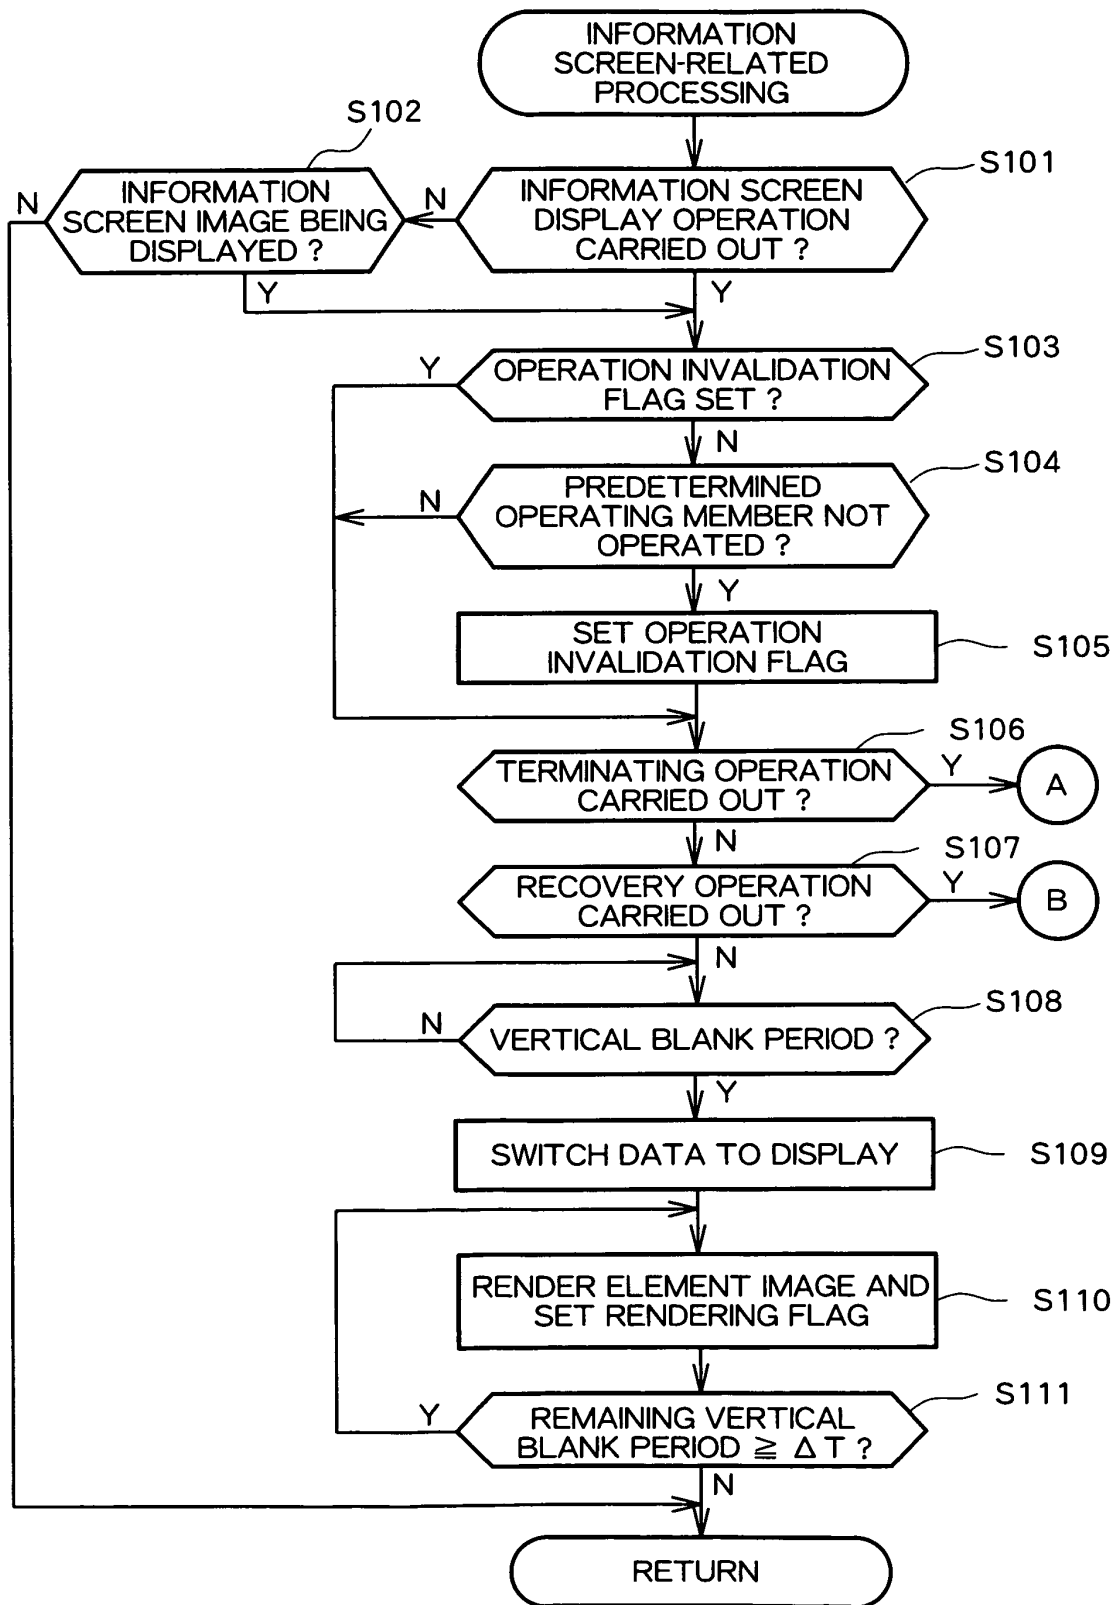 INFORMATION
SCREEN-RELATED
PROCESSING
S102
S101
N
INFORMATION
SCREEN IMAGE BEING
DISPLAYED ?
N
INFORMATION SCREEN
DISPLAY OPERATION
CARRIED OUT ?
Y
Y
S103
Y
OPERATION INVALIDATION
FLAG SET ?
N
S104
N
PREDETERMINED
OPERATING MEMBER NOT
OPERATED ?
Y
SET OPERATION
INVALIDATION FLAG
S105
S106
TERMINATING OPERATION
CARRIED OUT ?
Y
A
N
S107
RECOVERY OPERATION
CARRIED OUT ?
Y
B
N
S108
N
VERTICAL BLANK PERIOD ?
Y
SWITCH DATA TO DISPLAY
S109
RENDER ELEMENT IMAGE AND
SET RENDERING FLAG
S110
S111
Y
REMAINING VERTICAL
BLANK PERIOD ≧ Δ T ?
N
RETURN